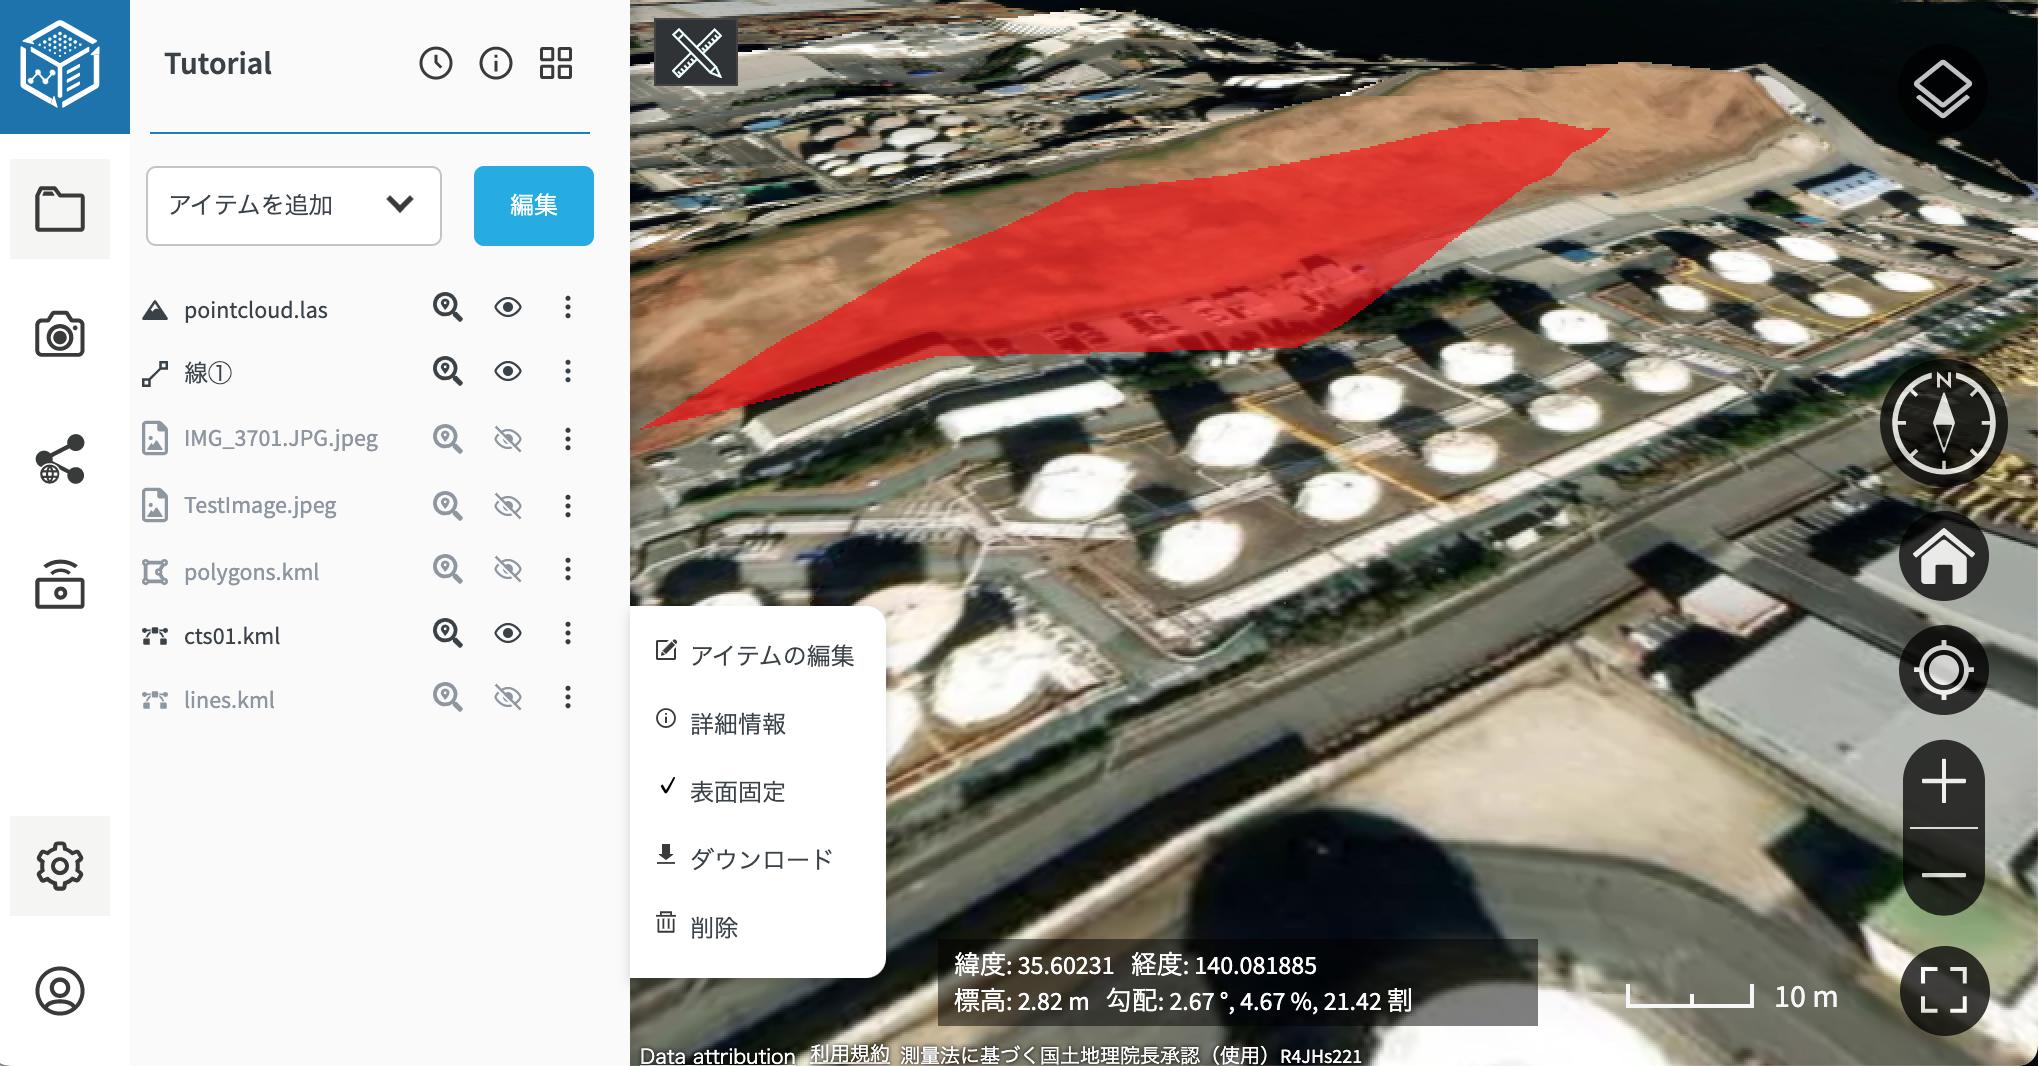 Tutorial
アイテムを追加
編集
pointcloud.las
線①
IMG_3701.JPG.jpeg
TestImage.jpeg
polygons.kml
cts01.kml
lines.kml
アイテムの編集
詳細情報
表面固定
ダウンロード
削除
N
緯度: 35.60231 経度: 140.081885
標高: 2.82 m 勾配: 2.67 °, 4.67 %, 21.42 割
10 m
Data attribution 利用規約 測量法に基づく国土地理院長承認（使用）R4JHs221